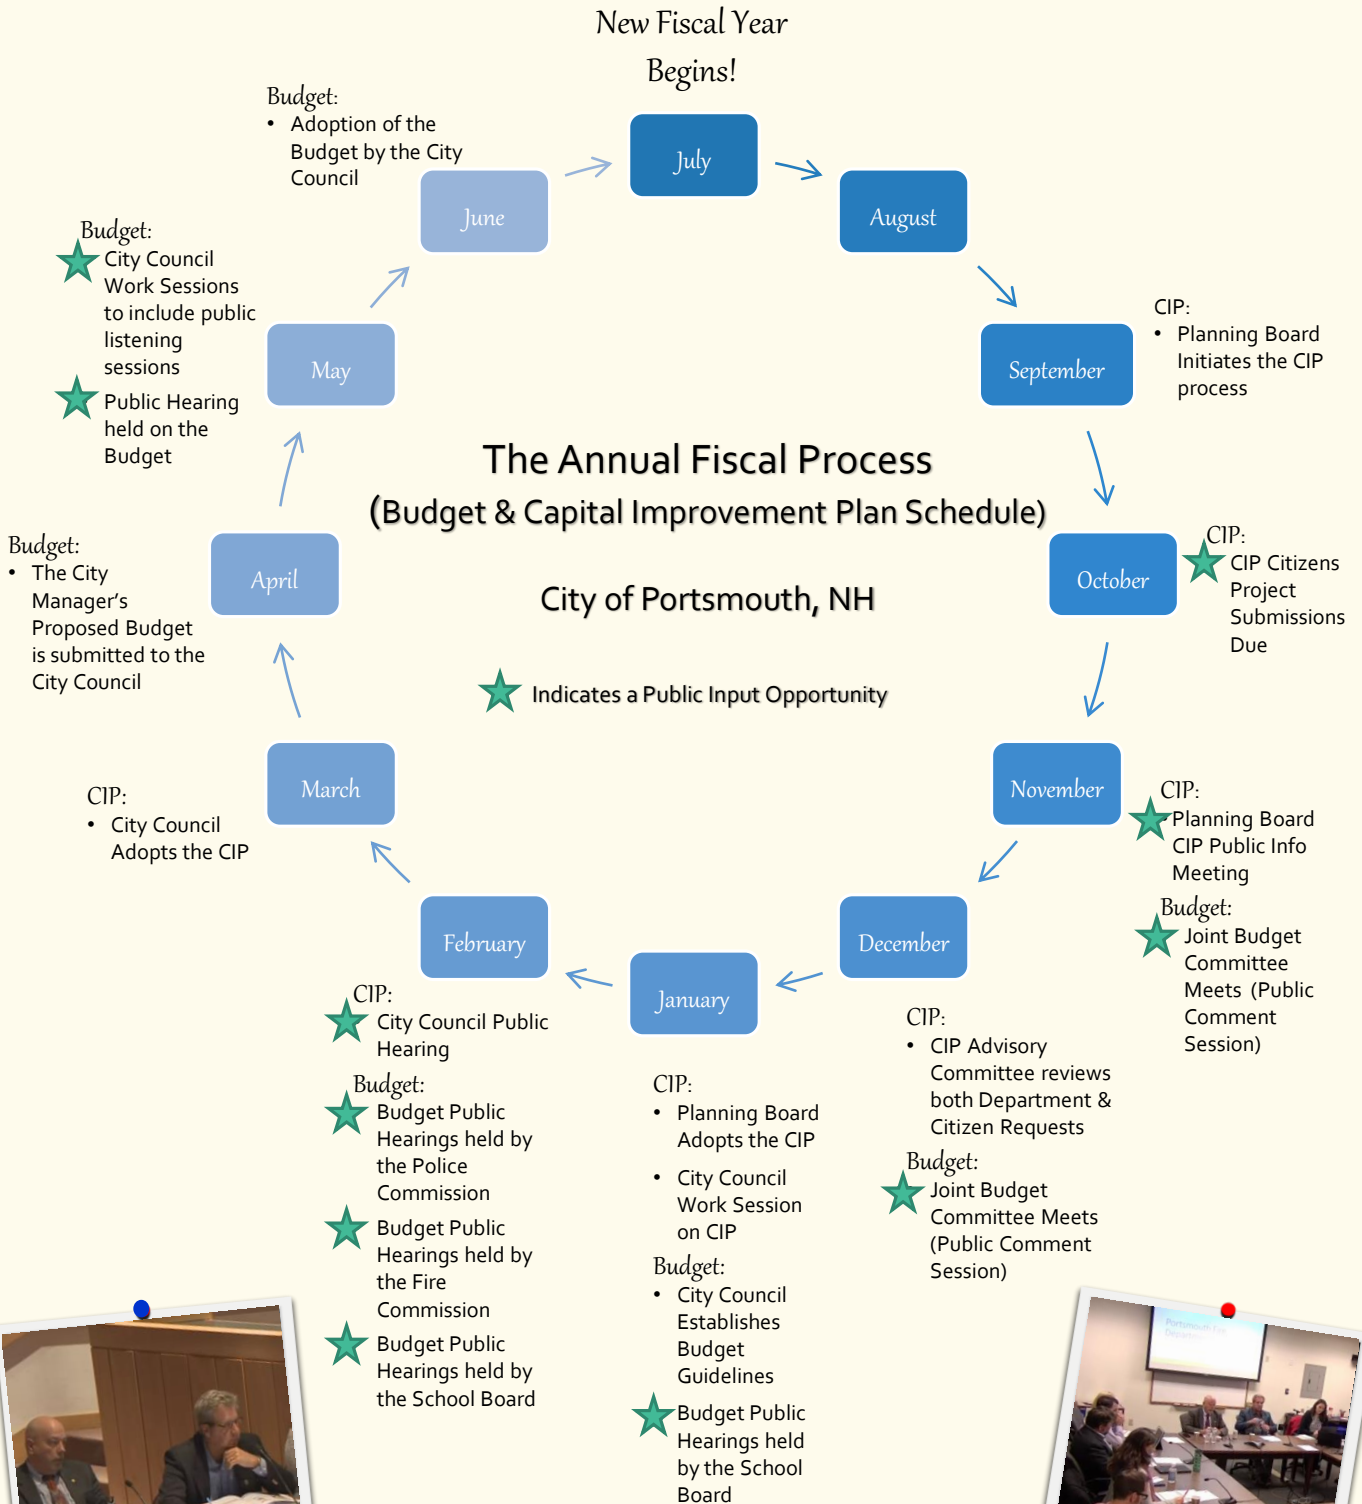 New Fiscal Year
Begins!
July
August
September
CIP:
• Planning Board
Initiates the CIP
process
October
CIP:
CIP Citizens
Project
Submissions
Due
November
CIP:
• Planning Board
CIP Public Info
Meeting
Budget:
Joint Budget
Committee
Meets (Public
Comment
Session)
December
CIP:
• CIP Advisory
Committee reviews
both Department &
Citizen Requests
Budget:
Joint Budget
Committee Meets
(Public Comment
Session)
January
CIP:
• Planning Board
Adopts the CIP
• City Council
Work Session
on CIP
Budget:
• City Council
Establishes
Budget
Guidelines
Budget Public
Hearings held
by the School
Board
February
CIP:
City Council Public
Hearing
Budget:
Budget Public
Hearings held by
the Police
Commission
Budget Public
Hearings held by
the Fire
Commission
Budget Public
Hearings held by
the School Board
March
CIP:
• City Council
Adopts the CIP
April
Budget:
• The City
Manager's
Proposed Budget
is submitted to the
City Council
May
Budget:
City Council
Work Sessions
to include public
listening
sessions
Public Hearing
held on the
Budget
June
Budget:
• Adoption of the
Budget by the City
Council
The Annual Fiscal Process
(Budget & Capital Improvement Plan Schedule)
City of Portsmouth, NH
Indicates a Public Input Opportunity
Portsmouth Fire